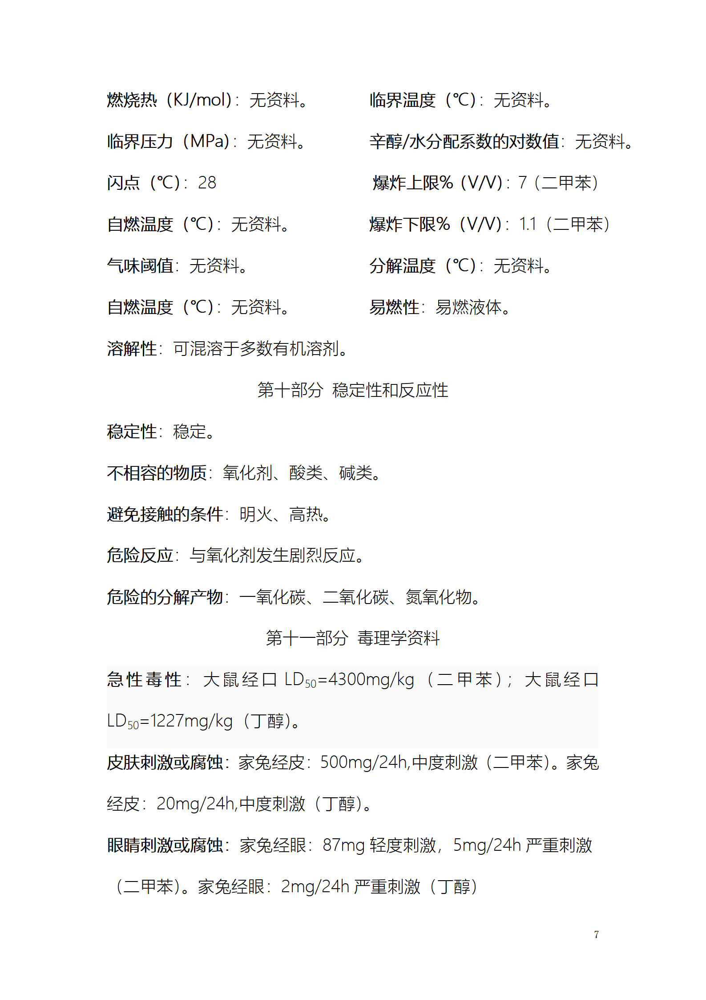 燃烧热（KJ/mol）：无资料。 临界温度（℃）：无资料。
临界压力（MPa)：无资料。 辛醇/水分配系数的对数值：无资料。
闪点（℃）：28 爆炸上限%（V/V)：7（二甲苯）
自燃温度（℃）：无资料。 爆炸下限%（V/V)：1.1（二甲苯）
气味阈值：无资料。 分解温度（℃）：无资料。
自燃温度（℃）：无资料。 易燃性：易燃液体。
溶解性：可混溶于多数有机溶剂。
第十部分 稳定性和反应性
稳定性：稳定。
不相容的物质：氧化剂、酸类、碱类。
避免接触的条件：明火、高热。
危险反应：与氧化剂发生剧烈反应。
危险的分解产物：一氧化碳、二氧化碳、氮氧化物。
第十一部分 毒理学资料
急性毒性：大鼠经口 LD50=4300mg/kg（二甲苯）；大鼠经口
LD50=1227mg/kg（丁醇）。
皮肤刺激或腐蚀：家兔经皮：500mg/24h,中度刺激（二甲苯）。家兔
经皮：20mg/24h,中度刺激（丁醇）。
眼睛刺激或腐蚀：家兔经眼：87mg 轻度刺激，5mg/24h 严重刺激
（二甲苯）。家兔经眼：2mg/24h 严重刺激（丁醇）
7